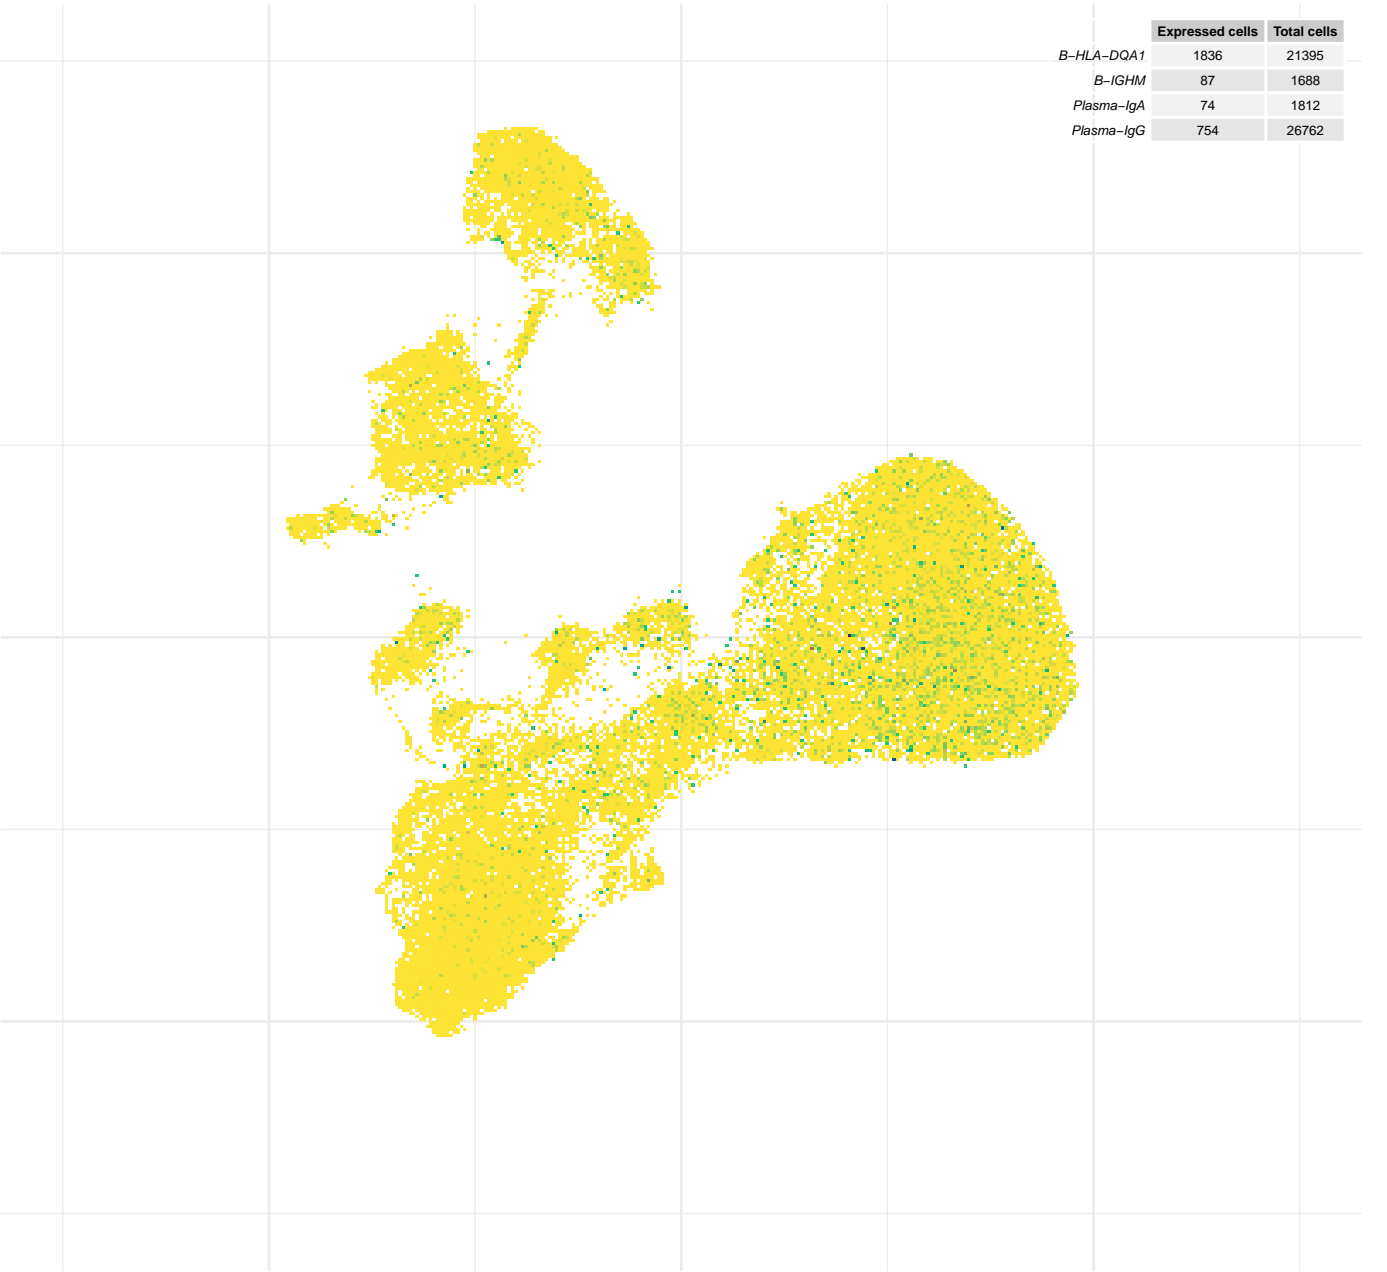 Expressed cells Total cells
B−HLA−DQA1 1836 21395
B−IGHM 87 1688
Plasma−IgA 74 1812
Plasma−IgG 754 26762